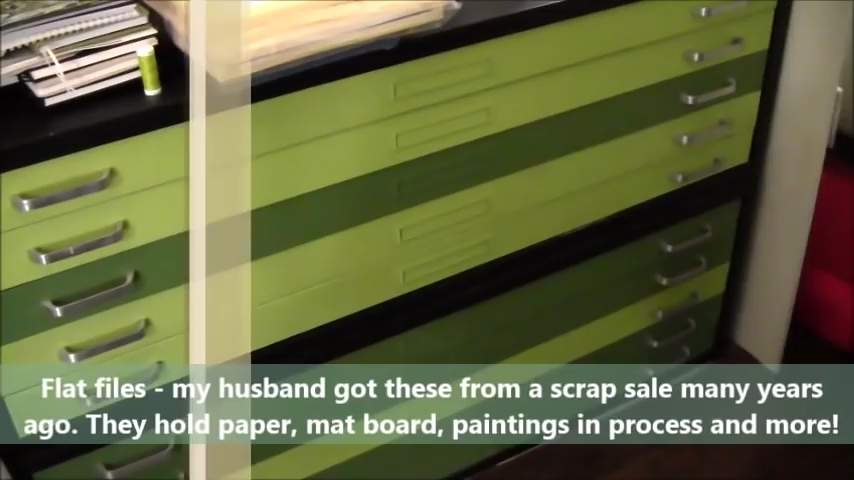 Flat files - my husband got these from a scrap sale many years
ago. They hold paper, mat board, paintings in process and more!